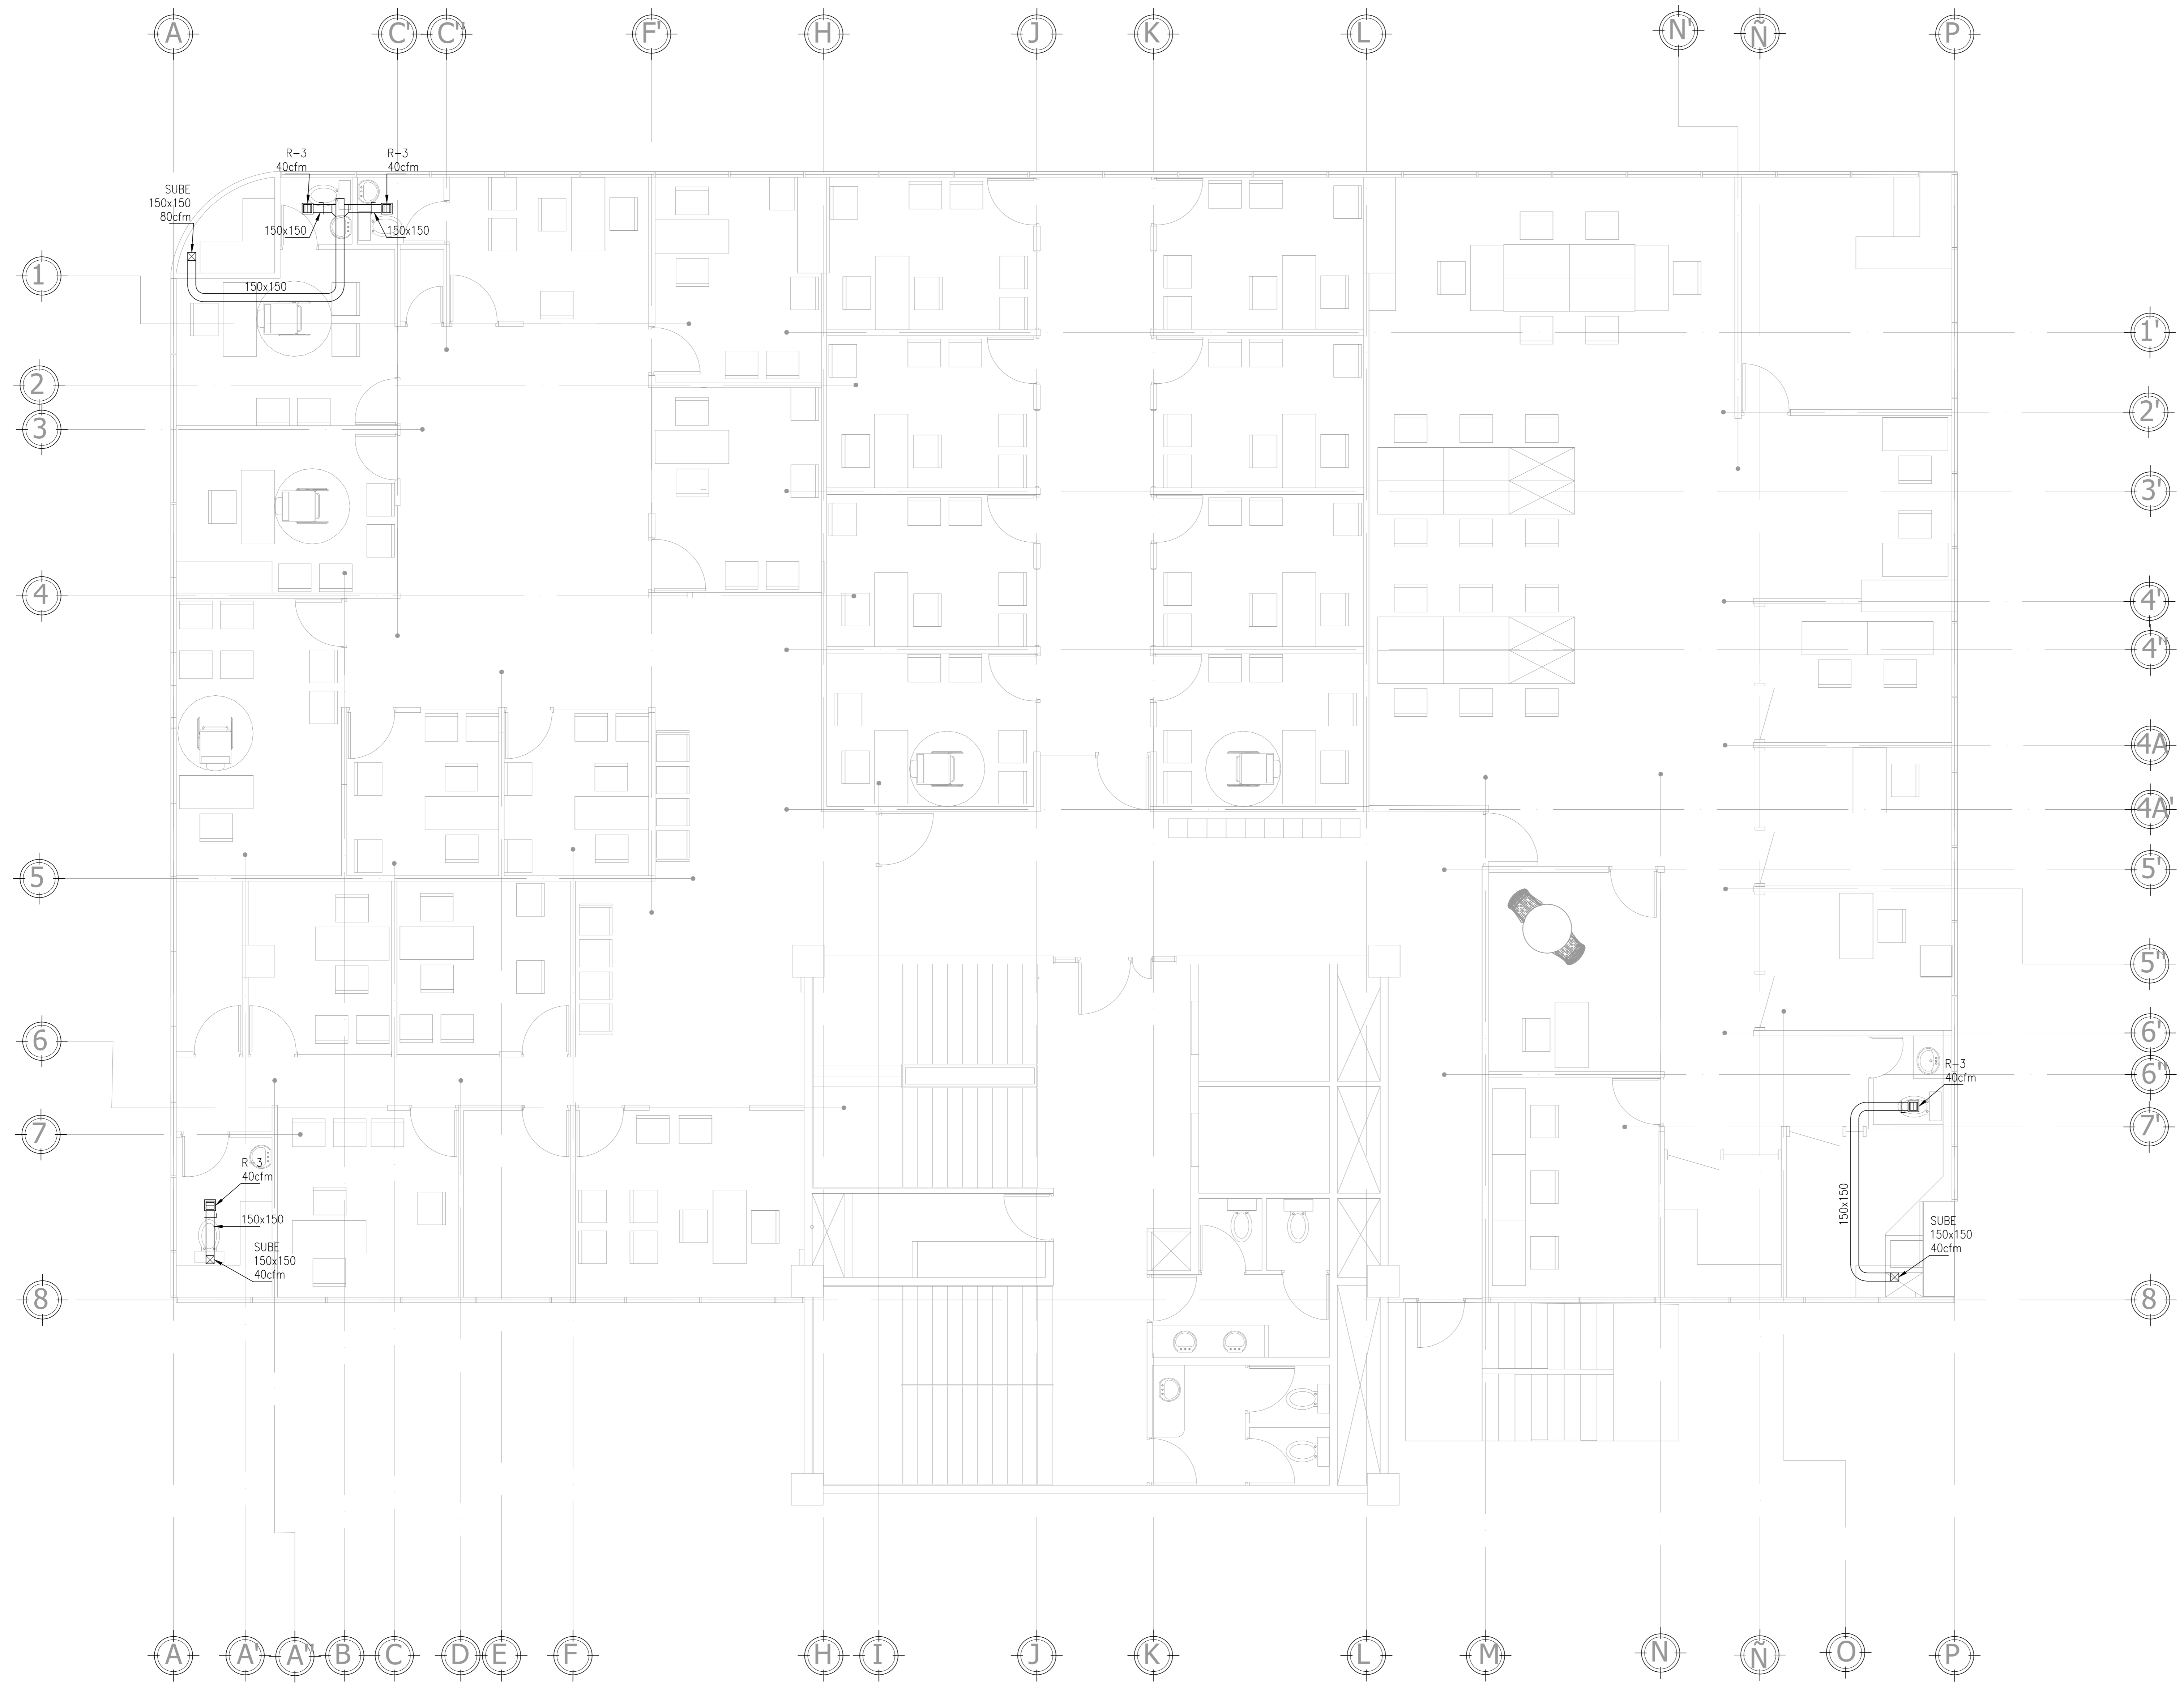 A
C'
C"
F'
H
J
K
L
N'
Ñ
P
R-3
40cfm
R-3
40cfm
SUBE
150x150
80cfm
150x150
150x150
150x150
1
1'
2
2'
3
3'
4
4'
4"
4A
4A'
5
5'
5"
6
6'
6"
R-3
40cfm
7
7'
R-3
40cfm
150x150
SUBE
150x150
40cfm
150x150
SUBE
150x150
40cfm
8
8
A
A'
A"
B
C
D
E
F
H
I
J
K
L
M
N
Ñ
O
P